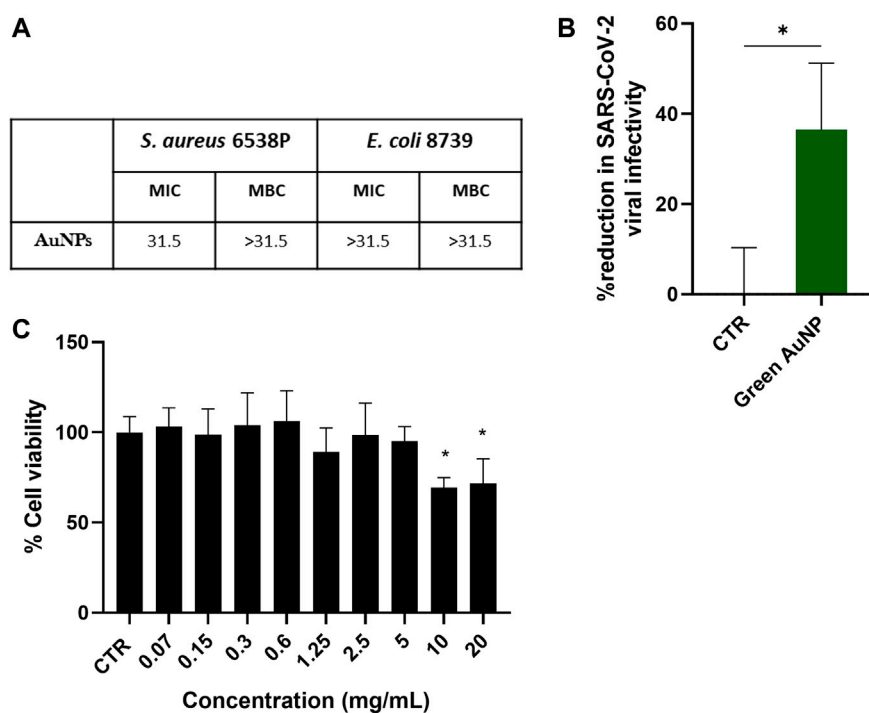 A
S. aureus 6538P E. coli 8739
MIC MBC MIC MBC
AuNPs 31.5 >31.5 >31.5 >31.5
B
%reduction in SARS-CoV-2
viral infectivity
60
40
20
0
*
CTR
Green AuNP
C
% Cell viability
150
100
50
0
* *
CTR 0.07 0.15 0.3 0.6 1.25 2.5 5 10 20
Concentration (mg/mL)